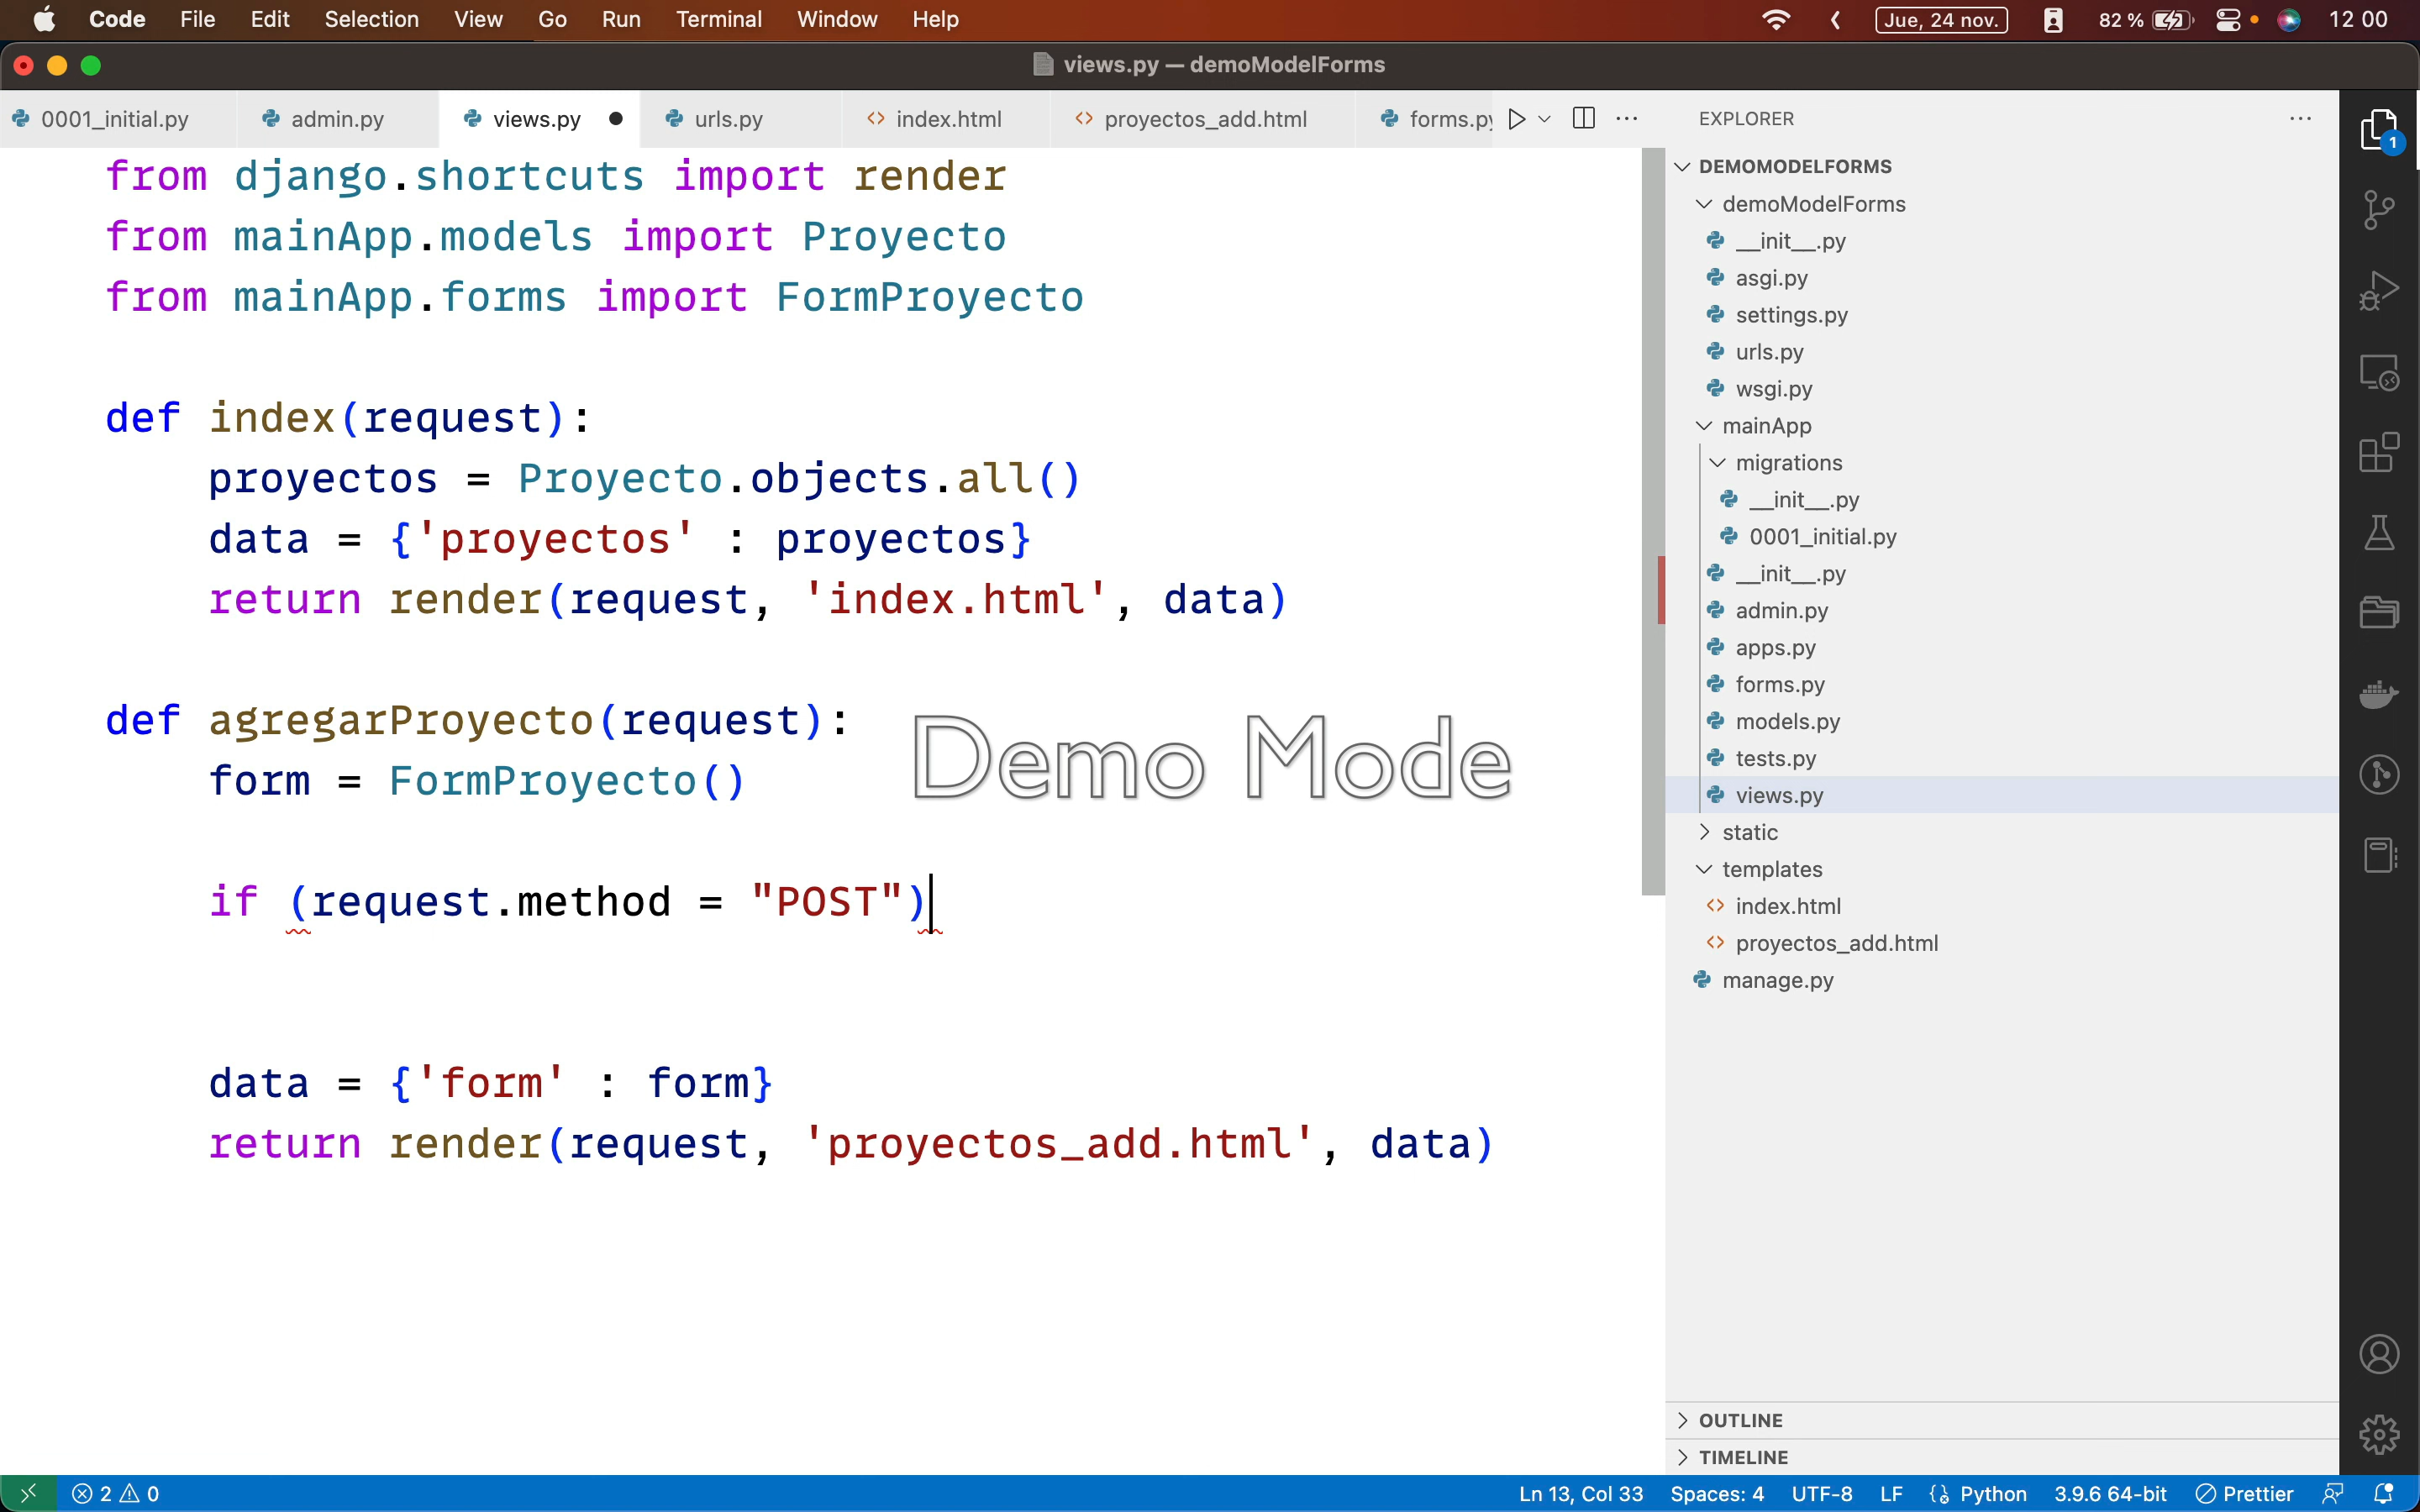 Code File Edit Selection View Go Run Terminal Window Help Jue, 24 nov. 82 % 12 00
views.py — demoModelForms
0001_initial.py admin.py views.py urls.py index.html proyectos_add.html forms.py
from django.shortcuts import render
from mainApp.models import Proyecto
from mainApp.forms import FormProyecto
def index(request):
proyectos = Proyecto.objects.all()
data = {'proyectos' : proyectos}
return render(request, 'index.html', data)
def agregarProyecto(request):
form = FormProyecto()
Demo Mode
if (request.method = "POST")
data = {'form' : form}
return render(request, 'proyectos_add.html', data)
EXPLORER
1
DEMOMODELFORMS
demoModelForms
__init__.py
asgi.py
settings.py
urls.py
wsgi.py
mainApp
migrations
__init__.py
0001_initial.py
__init__.py
admin.py
apps.py
forms.py
models.py
tests.py
views.py
static
templates
index.html
proyectos_add.html
manage.py
OUTLINE
TIMELINE
2 0 Ln 13, Col 33 Spaces: 4 UTF-8 LF Python 3.9.6 64-bit Prettier